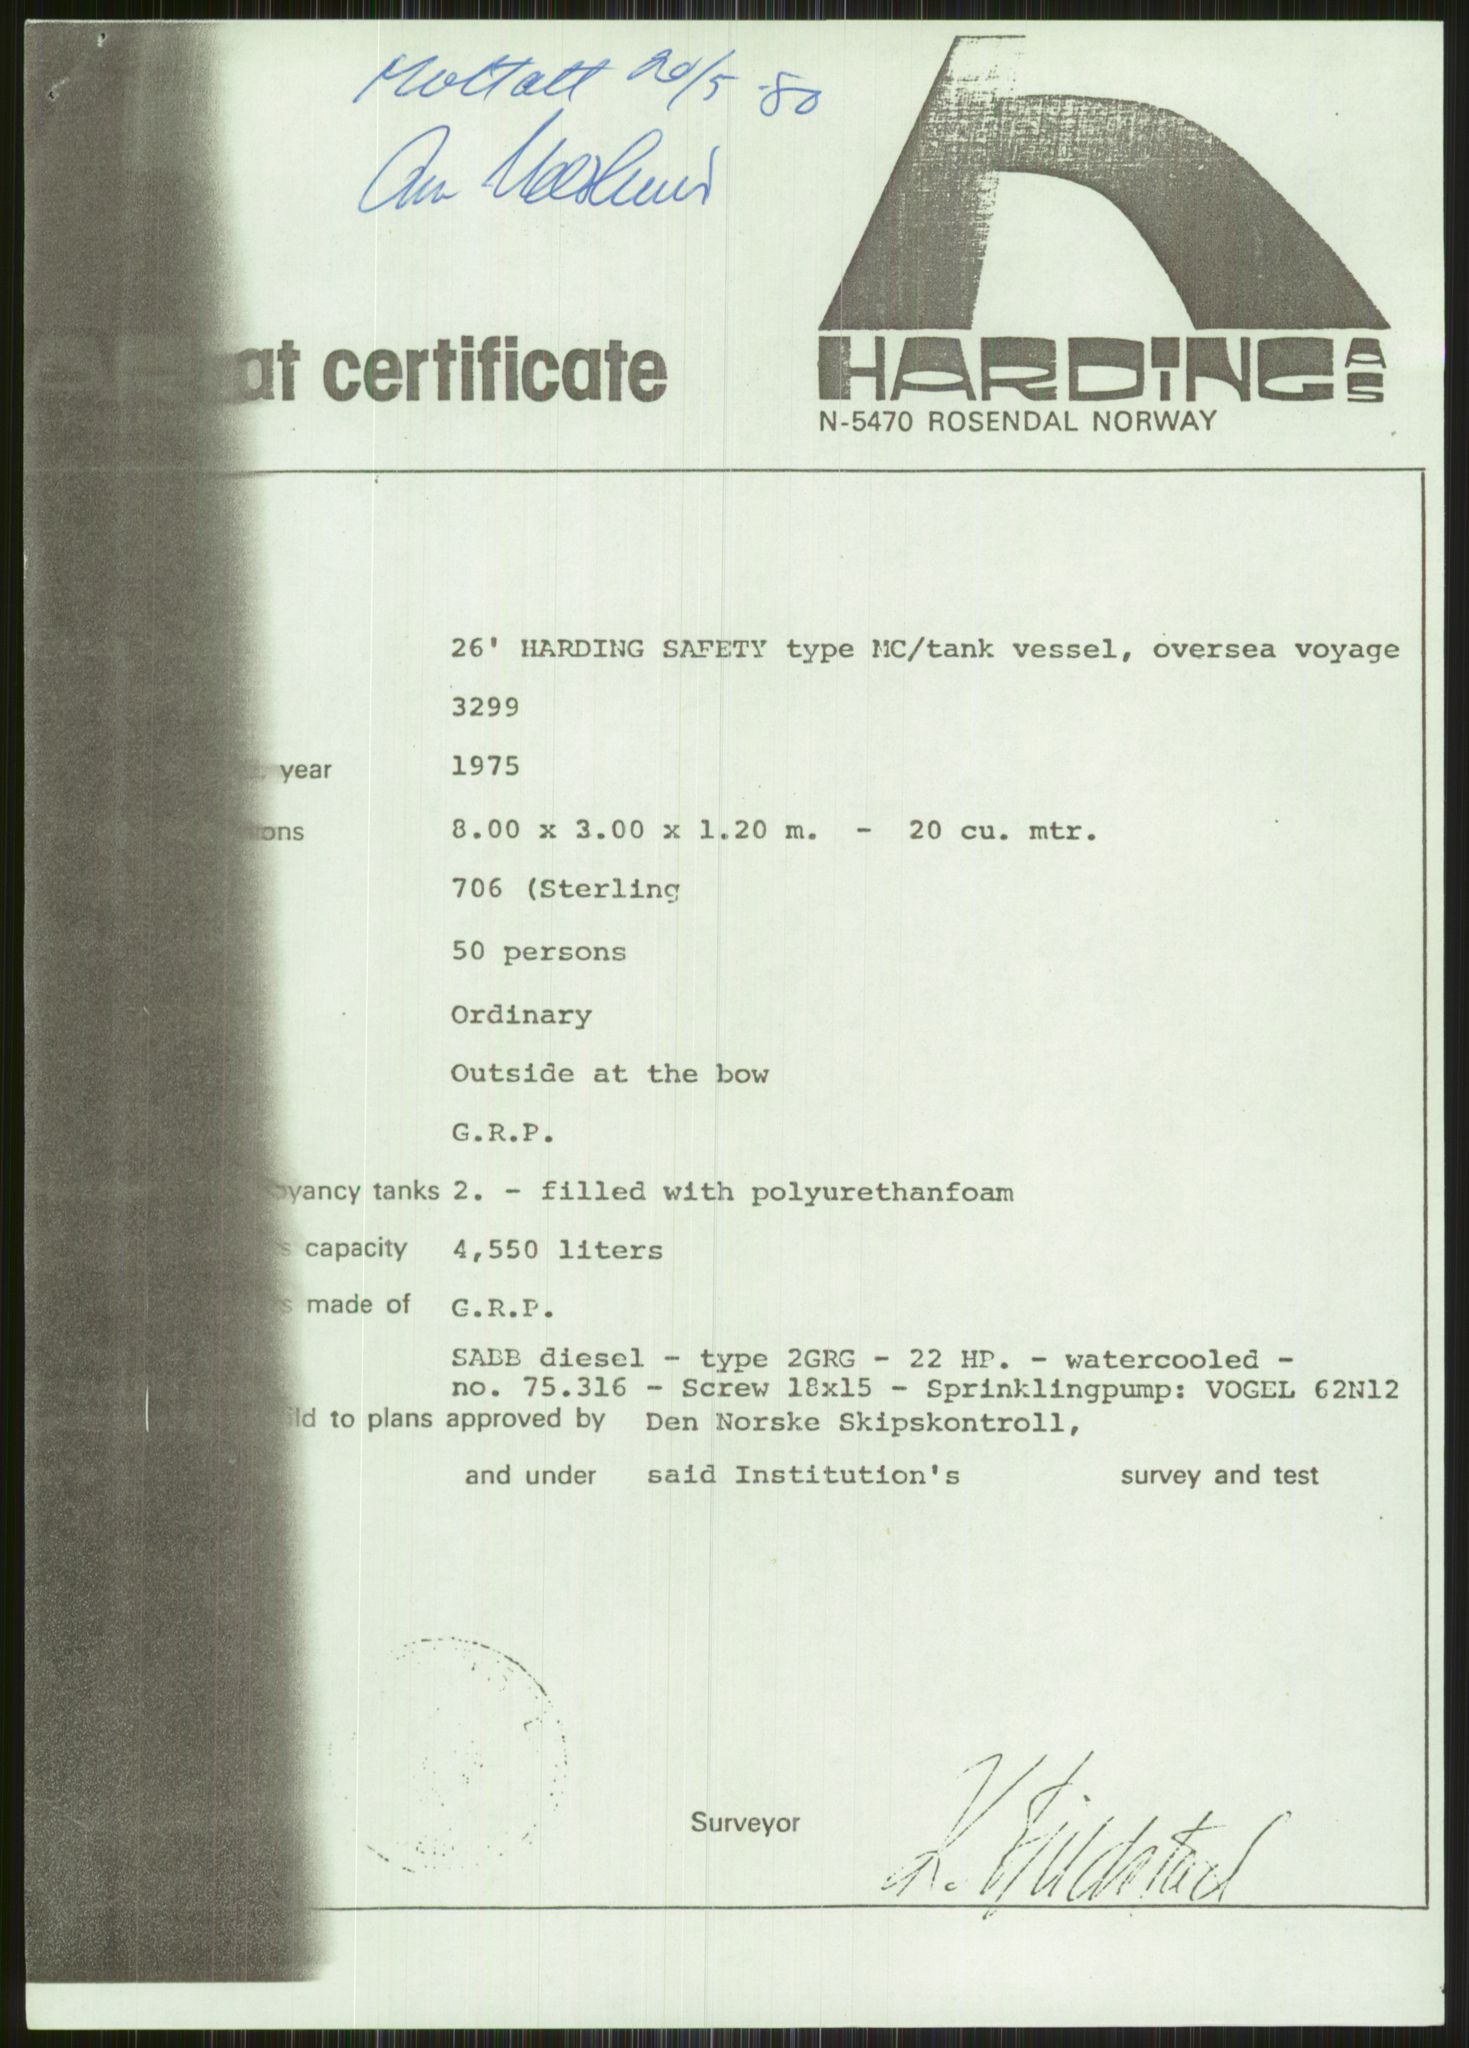 Mottatt 20/5-80
at certificate
HARDING AS
N-5470 ROSENDAL NORWAY
26' HARDING SAFETY type MC/tank vessel, oversea voyage
3299
year 1975
ons 8.00 x 3.00 x 1.20 m. - 20 cu. mtr.
706 (Sterling
50 persons
Ordinary
Outside at the bow
G.R.P.
oyancy tanks 2. - filled with polyurethanfoam
s capacity 4,550 liters
s made of G.R.P.
SABB diesel - type 2GRG - 22 HP. - watercooled -
no. 75.316 - Screw 18x15 - Sprinklingpump: VOGEL 62N12
ild to plans approved by Den Norske Skipskontroll,
and under said Institution's survey and test
Surveyor